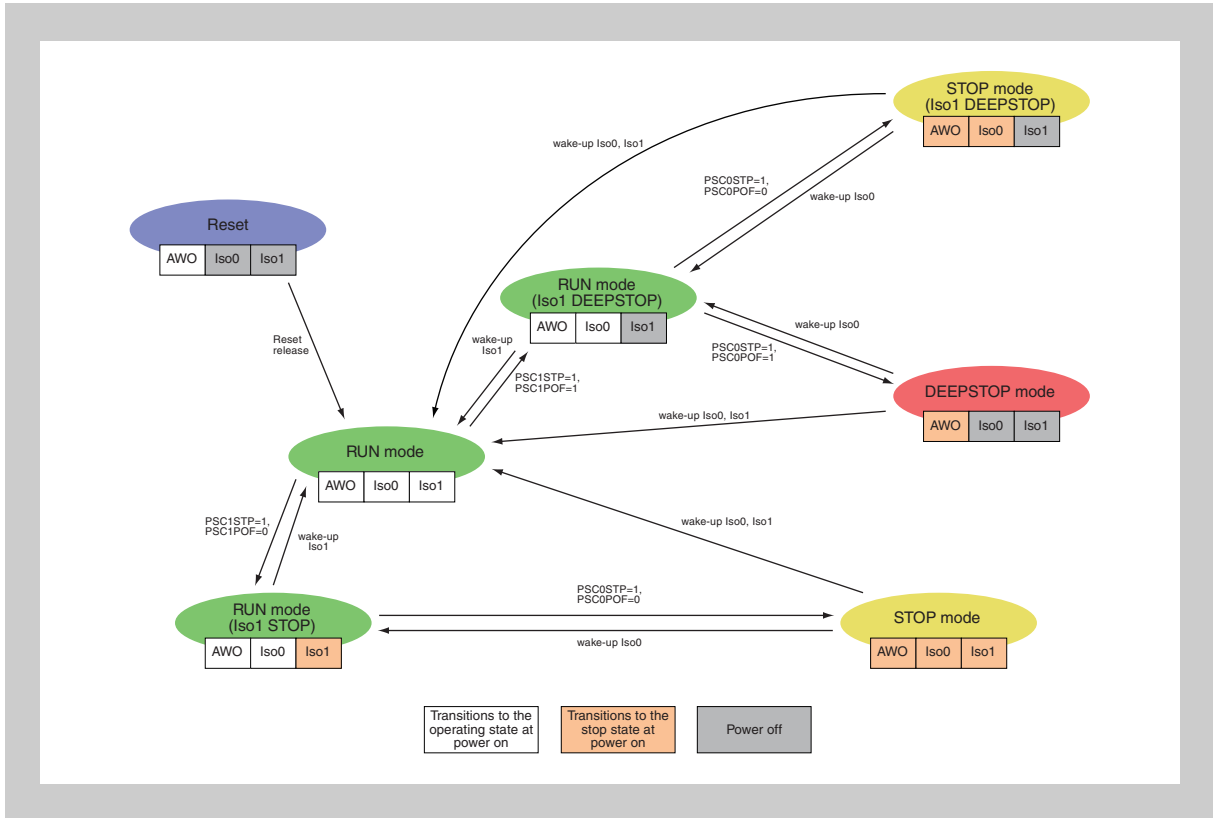 STOP mode
(Iso1 DEEPSTOP)
AWO Iso0 Iso1
wake-up Iso0, Iso1
PSC0STP=1,
PSC0POF=0
wake-up Iso0
Reset
AWO Iso0 Iso1
RUN mode
(Iso1 DEEPSTOP)
AWO Iso0 Iso1
wake-up Iso0
Reset
release
wake-up
Iso1
PSC0STP=1,
PSC0POF=1
PSC1STP=1,
PSC1POF=1
DEEPSTOP mode
AWO Iso0 Iso1
wake-up Iso0, Iso1
RUN mode
AWO Iso0 Iso1
PSC1STP=1,
PSC1POF=0
wake-up
Iso1
wake-up Iso0, Iso1
PSC0STP=1,
PSC0POF=0
RUN mode
(Iso1 STOP)
AWO Iso0 Iso1
wake-up Iso0
STOP mode
AWO Iso0 Iso1
Transitions to the
operating state at
power on
Transitions to the
stop state at
power on
Power off